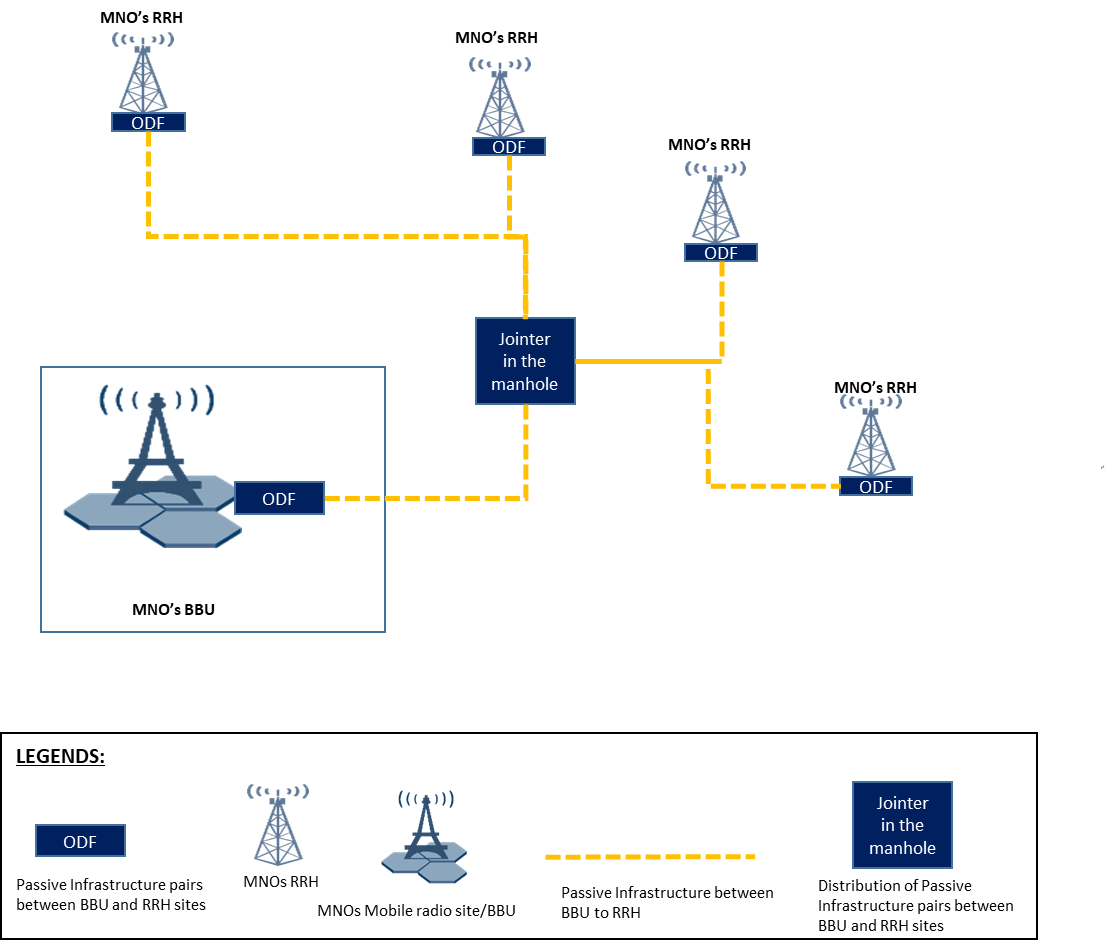 MNO's RRH
MNO's RRH
ODF
ODF
MNO's RRH
ODF
Jointer
in the
manhole
MNO's RRH
ODF
ODF
MNO's BBU
LEGENDS:
ODF
Passive Infrastructure pairs
between BBU and RRH sites
MNOs RRH
MNOs Mobile radio site/BBU
Passive Infrastructure between
BBU to RRH
Jointer
in the
manhole
Distribution of Passive
Infrastructure pairs between
BBU and RRH sites